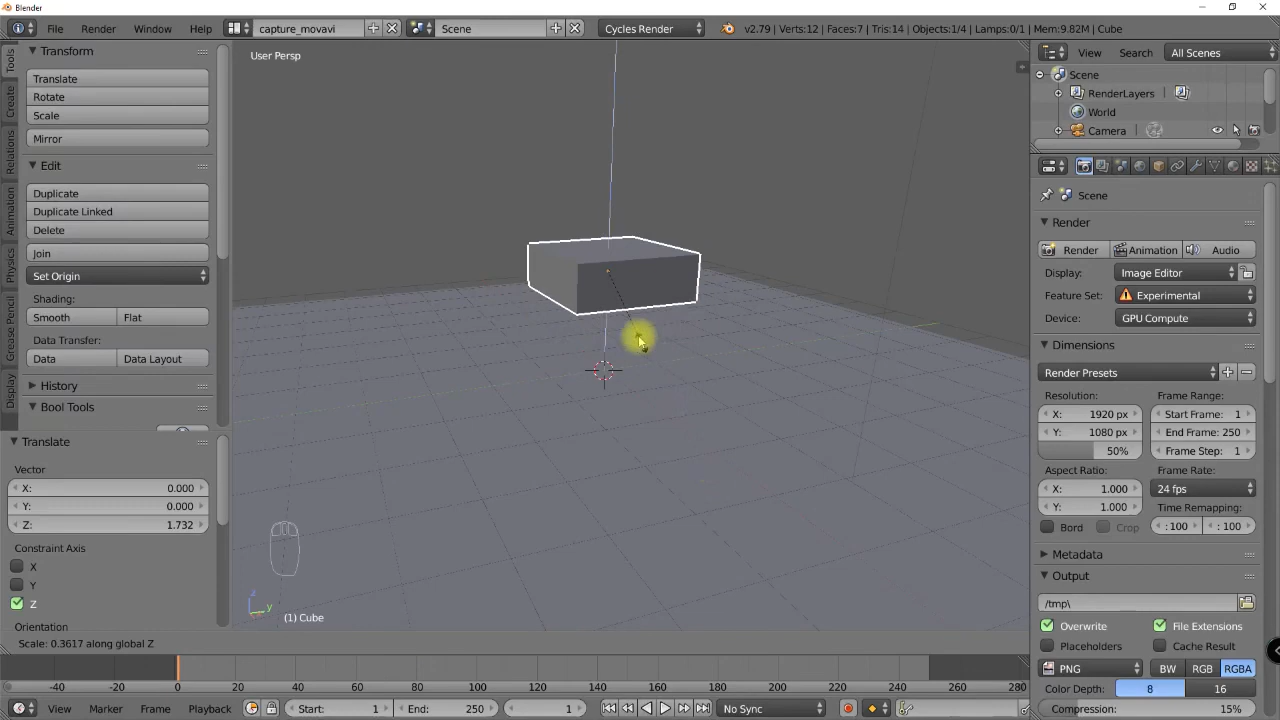 Blender
File Render Window Help capture_movavi Scene Cycles Render v2.79 | Verts:12 | Faces:7 | Tris:14 | Objects:1/4 | Lamps:0/1 | Mem:9.82M | Cube
Tools
Create
Relations
Animation
Physics
Grease Pencil
Display
Transform
Translate
Rotate
Scale
Mirror
Edit
Duplicate
Duplicate Linked
Delete
Join
Set Origin
Shading:
Smooth Flat
Data Transfer:
Data Data Layout
History
Bool Tools
Translate
Vector
X: 0.000
Y: 0.000
Z: 1.732
Constraint Axis
X
Y
Z
Orientation
User Persp
z
y
(1) Cube
Scale: 0.3617 along global Z
View Search All Scenes
Scene
RenderLayers
World
Camera
Scene
Render
Render Animation Audio
Display: Image Editor
Feature Set: Experimental
Device: GPU Compute
Dimensions
Render Presets
Resolution: Frame Range:
X: 1920 px Start Frame: 1
Y: 1080 px End Frame: 250
50% Frame Step: 1
Aspect Ratio: Frame Rate:
X: 1.000 24 fps
Y: 1.000 Time Remapping:
Bord Crop : 100 : 100
Metadata
Output
/tmp\
Overwrite File Extensions
Placeholders Cache Result
PNG BW RGB RGBA
Color Depth: 8 16
Compression: 15%
-40 -20 0 20 40 60 80 100 120 140 160 180 200 220 240 260 280
View Marker Frame Playback Start: 1 End: 250 1 No Sync